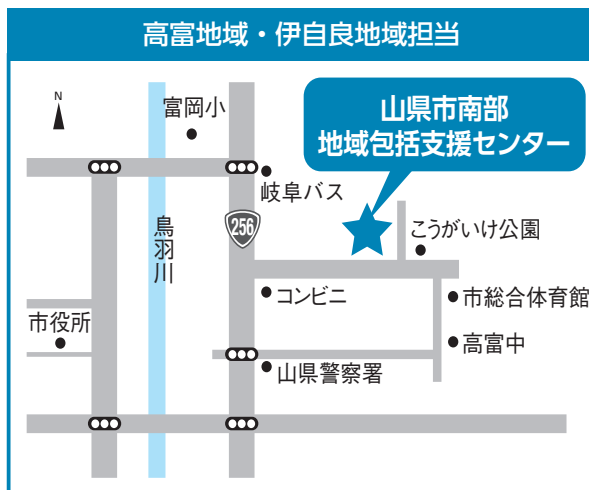 高富地域・伊自良地域担当
N
富岡小
山県市南部
地域包括支援センター
岐阜バス
鳥羽川
256
こうがいけ公園
コンビニ
市総合体育館
市役所
高富中
山県警察署